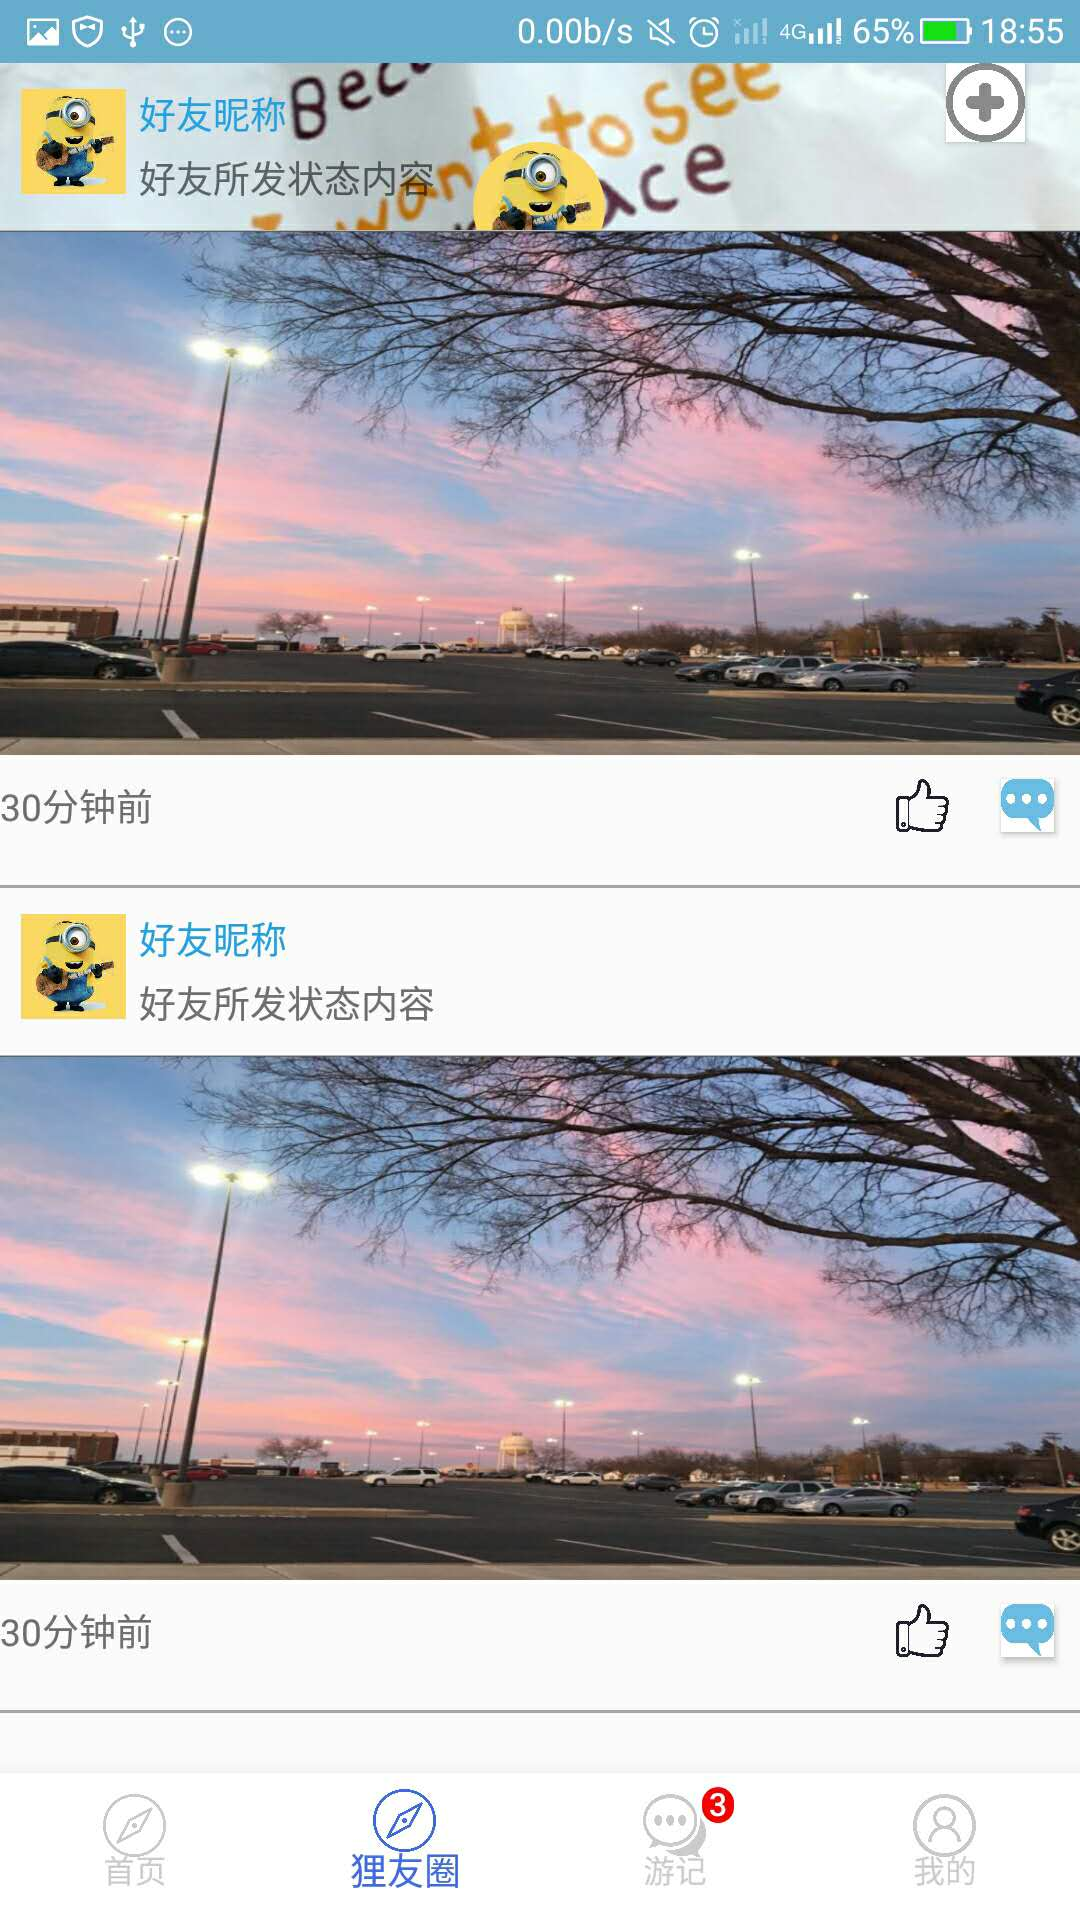 0.00b/s 4G 65% 18:55
Beca
want to see
ace
好友昵称
好友所发状态内容
30分钟前
好友昵称
好友所发状态内容
30分钟前
首页
狸友圈
3
游记
我的